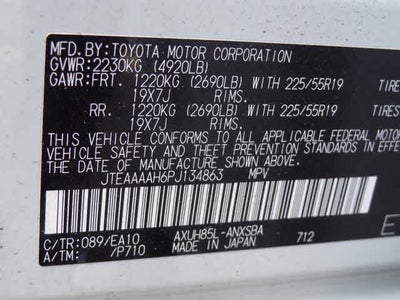 MFD.BY:TOYOTA MOTOR CORPORATION
GVWR:2230KG (4920LB)
GAWR:FRT. 1220KG (2690LB) WITH 225/55R19 TIRE
19X7J RIMS.
RR. 1220KG (2690LB) WITH 225/55R19 TIRES
19X7J RIMS.
THIS VEHICLE CONFORMS TO ALL APPLICABLE FEDERAL MOTOR
VEHICLE SAFETY AND THEFT PREVENTION STANDARDS IN EFFE
ON THE DATE OF MANUFACTURE SHOWN ABOVE.
JTEAAAAH6PJ134863 MPV
C/TR:089/EA10 AXUH85L-ANXSBA
A/TM: /P710 MADE IN JAPAN 712
E